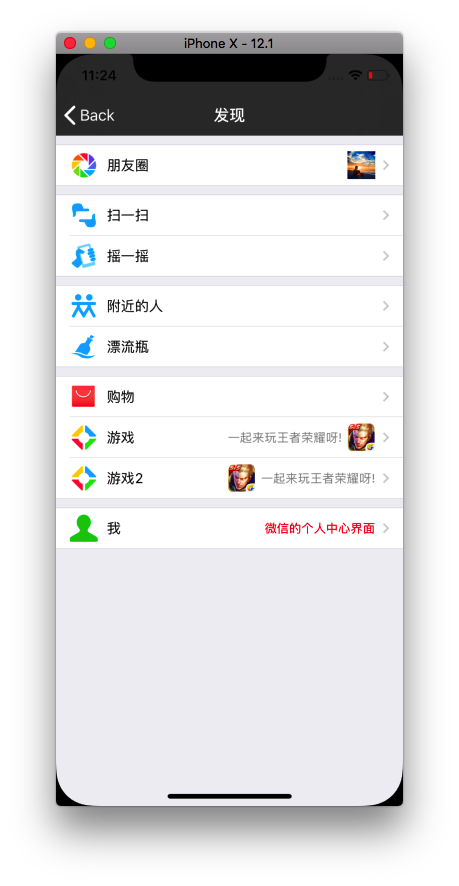 iPhone X - 12.1
11:24
Back
发现
朋友圈
扫一扫
摇一摇
附近的人
漂流瓶
购物
游戏 一起来玩王者荣耀呀!
游戏2 一起来玩王者荣耀呀!
我 微信的个人中心界面